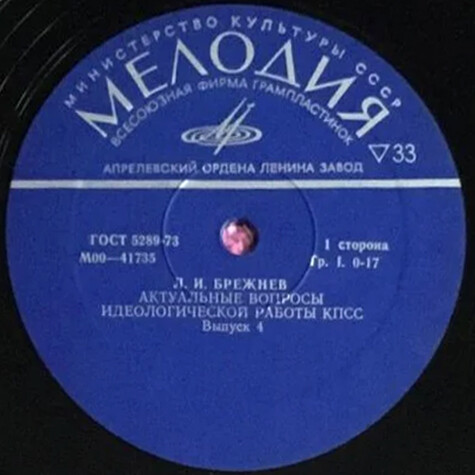 МИНИСТЕРСТВО КУЛЬТУРЫ СССР
МЕЛОДИЯ
ВСЕСОЮЗНАЯ ФИРМА ГРАМПЛАСТИНОК
▽33
АПРЕЛЕВСКИЙ ОРДЕНА ЛЕНИНА ЗАВОД
ГОСТ 5289-73
М00—41735
1 сторона
Гр. 1. 0-17
Л. И. БРЕЖНЕВ
АКТУАЛЬНЫЕ ВОПРОСЫ
ИДЕОЛОГИЧЕСКОЙ РАБОТЫ КПСС
Выпуск 4